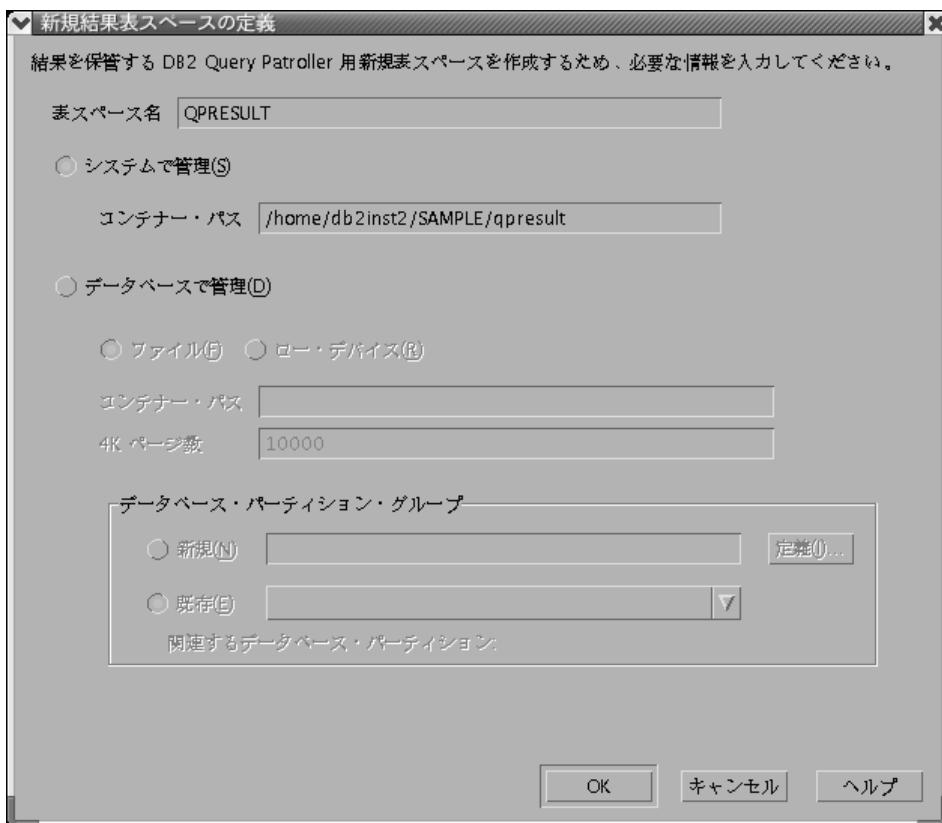 新規結果表スペースの定義
結果を保管する DB2 Query Patroller 用新規表スペースを作成するため、必要な情報を入力してください。
表スペース名 QPRESULT
システムで管理(S)
コンテナー・パス /home/db2inst2/SAMPLE/qpresult
データベースで管理(D)
ファイル(F) ロー・デバイス(R)
コンテナー・パス
4K ページ数 10000
データベース・パーティション・グループ
新規(N) 定義(I)...
既存(E)
関連するデータベース・パーティション:
OK キャンセル ヘルプ